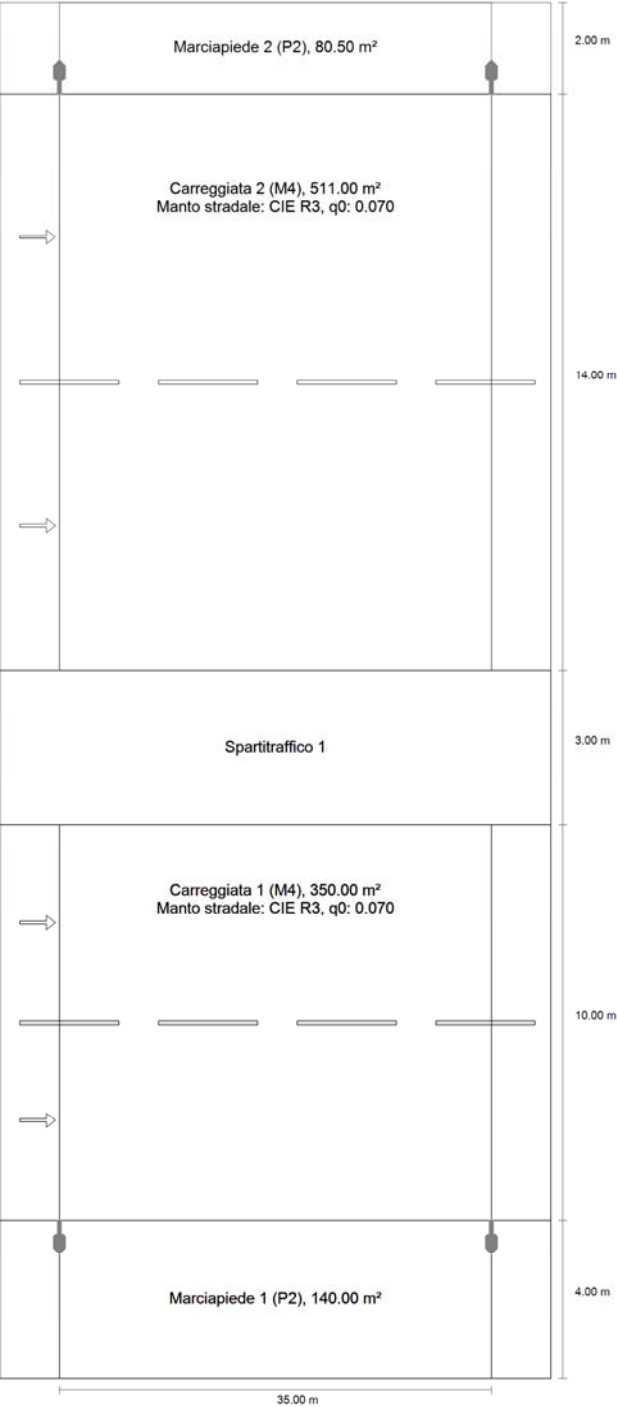 Marciapiede 2 (P2), 80.50 m²
2.00 m
Carreggiata 2 (M4), 511.00 m²
Manto stradale: CIE R3, q0: 0.070
14.00 m
Spartitraffico 1
3.00 m
Carreggiata 1 (M4), 350.00 m²
Manto stradale: CIE R3, q0: 0.070
10.00 m
Marciapiede 1 (P2), 140.00 m²
4.00 m
35.00 m